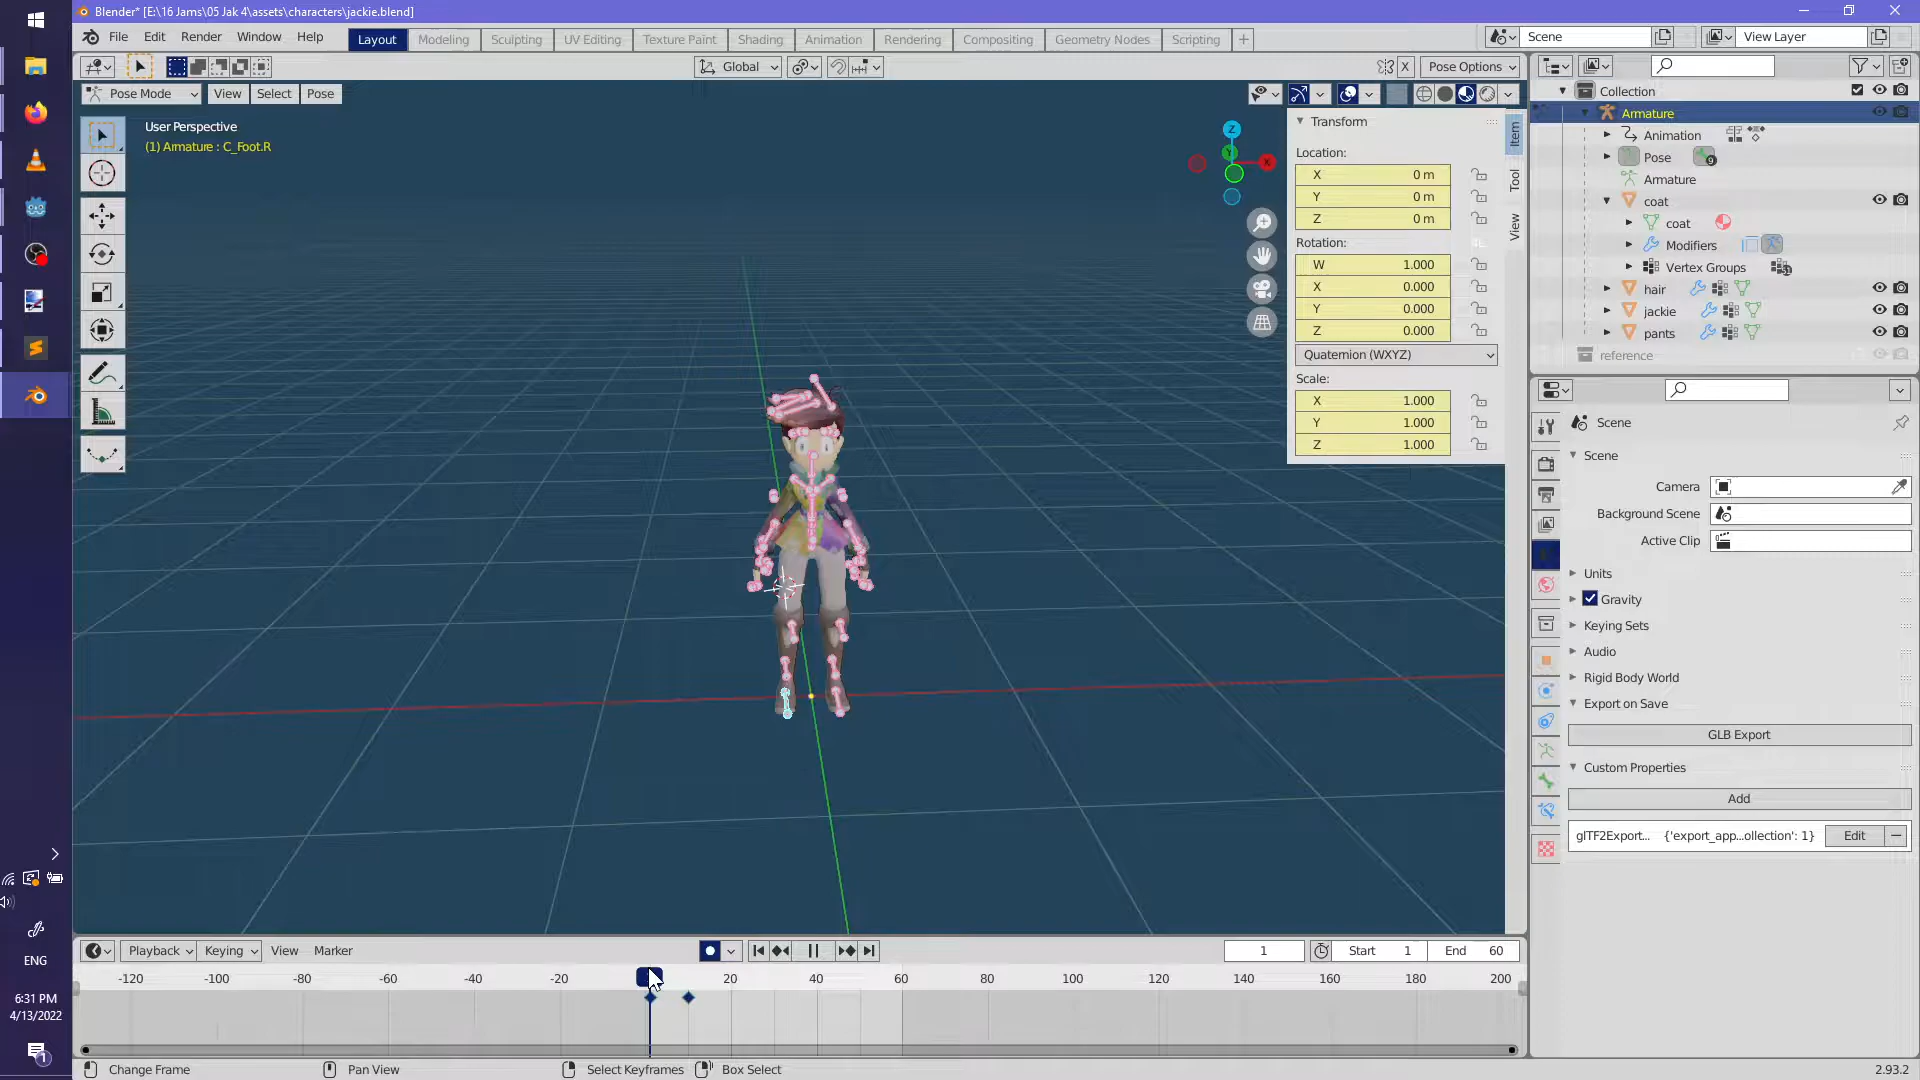 Blender* [E:\16 Jams\05 Jak 4\assets\characters\jackie.blend]
File Edit Render Window Help
Layout Modeling Sculpting UV Editing Texture Paint Shading Animation Rendering Compositing Geometry Nodes Scripting
Scene
View Layer
Global
X
Pose Options
Pose Mode View Select Pose
User Perspective
(1) Armature : C_Foot.R
Z
Y
X
Transform
Location:
X 0 m
Y 0 m
Z 0 m
Rotation:
4L
W 1.000
X 0.000
Y 0.000
Z 0.000
Quaternion (WXYZ)
Scale:
X 1.000
Y 1.000
Z 1.000
Item
Tool
View
Collection
Armature
Animation
Pose
9
Armature
coat
coat
Modifiers
Vertex Groups
hair
jackie
pants
reference
Scene
Scene
Camera
Background Scene
Active Clip
Units
Gravity
Keying Sets
Audio
Rigid Body World
Export on Save
GLB Export
Custom Properties
Add
glTF2Export... {'export_app...ollection': 1} Edit
Playback Keying View Marker
1
Start 1
End 60
-120 -100 -80 -60 -40 -20 20 40 60 80 100 120 140 160 180 200
Change Frame
Pan View
Select Keyframes
Box Select
2.93.2
ENG
6:31 PM
4/13/2022
1